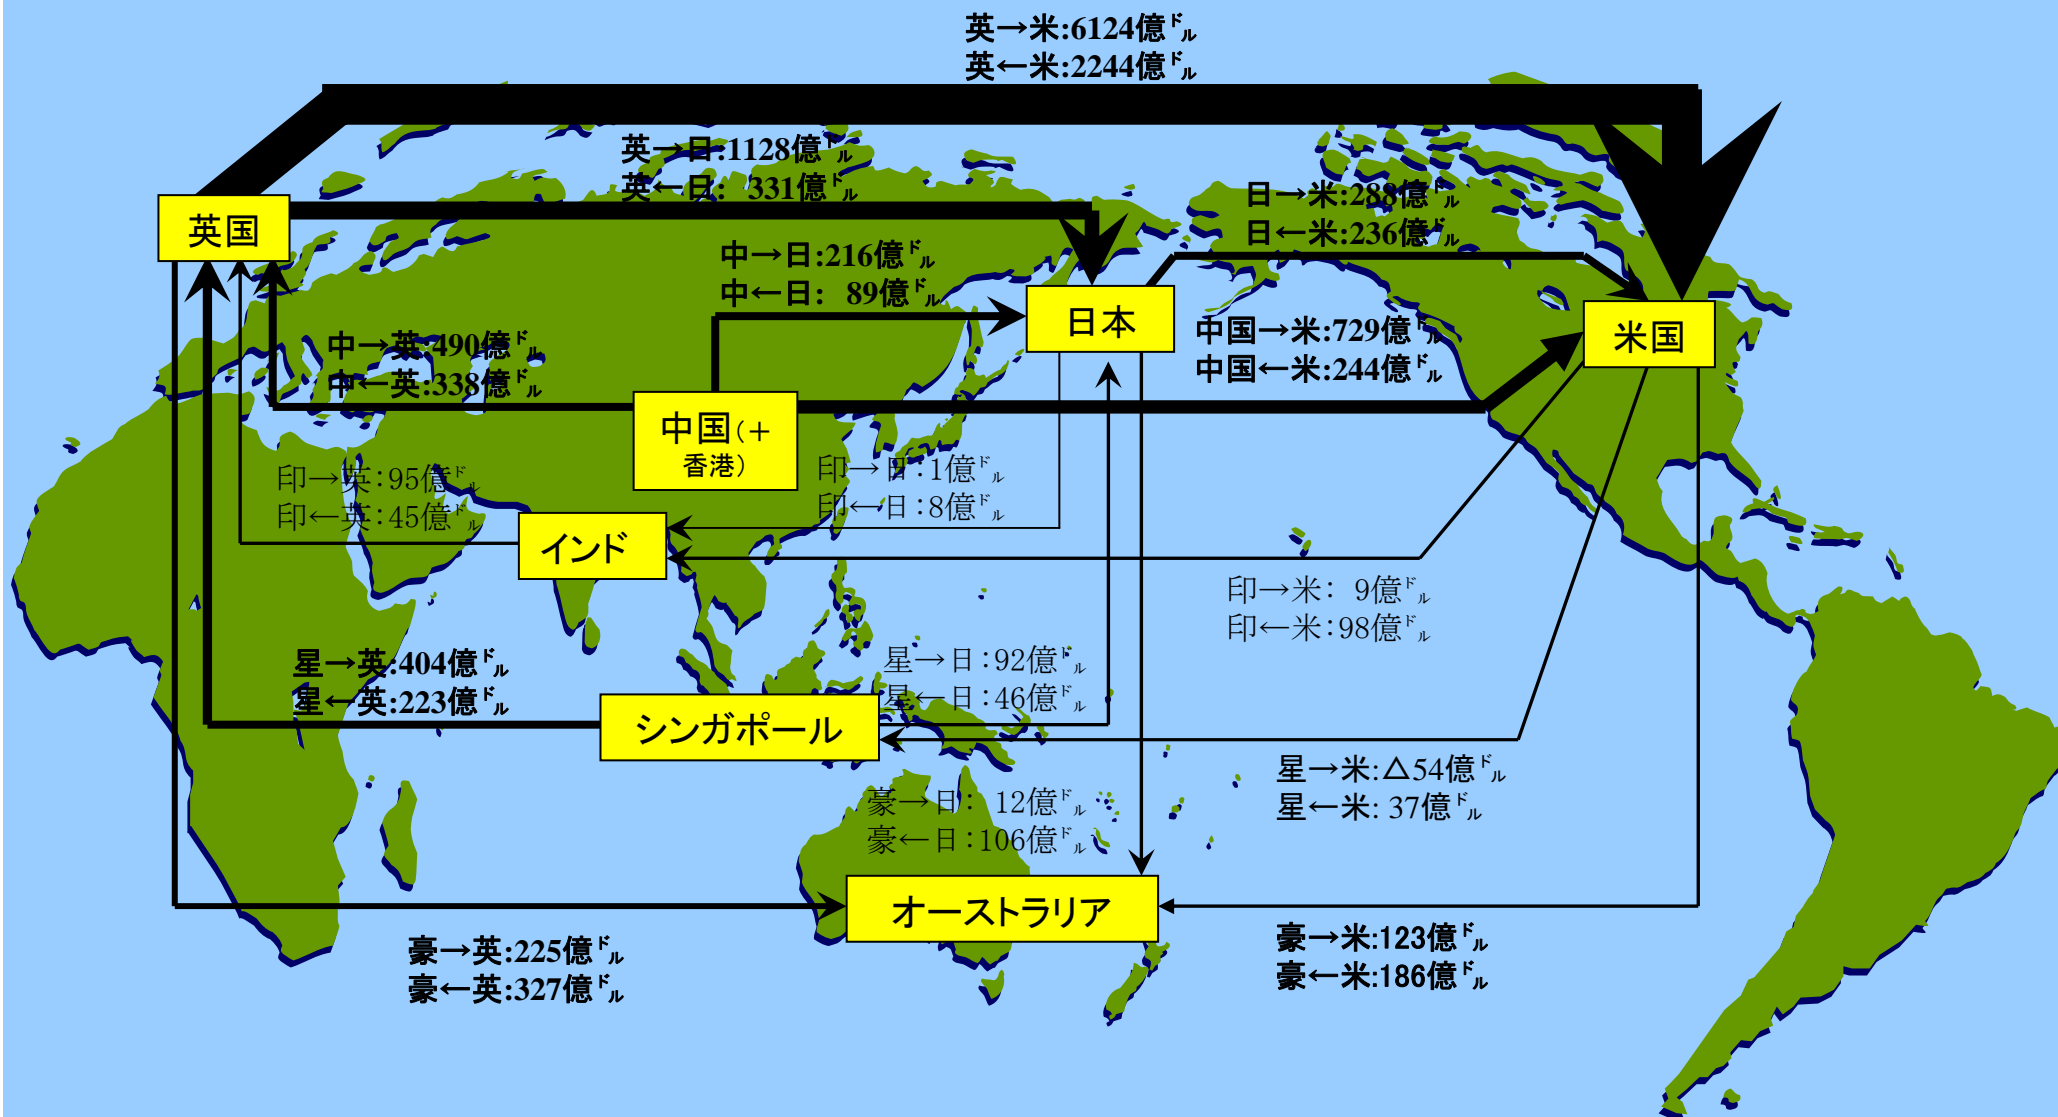 英→米:6124億㌦
英←米:2244億㌦
英→日:1128億㌦
英←日: 331億㌦
日→米:288億㌦
日←米:236億㌦
英国
中→日:216億㌦
中←日: 89億㌦
日本
米国
中国→米:729億㌦
中国←米:244億㌦
中→英:490億㌦
中←英:338億㌦
中国(+
香港)
印→英:95億㌦
印←英:45億㌦
印→日:1億㌦
印←日:8億㌦
インド
印→米: 9億㌦
印←米:98億㌦
星→英:404億㌦
星←英:223億㌦
星→日:92億㌦
星←日:46億㌦
シンガポール
星→米:△54億㌦
星←米: 37億㌦
豪→日: 12億㌦
豪←日:106億㌦
オーストラリア
豪→英:225億㌦
豪←英:327億㌦
豪→米:123億㌦
豪←米:186億㌦